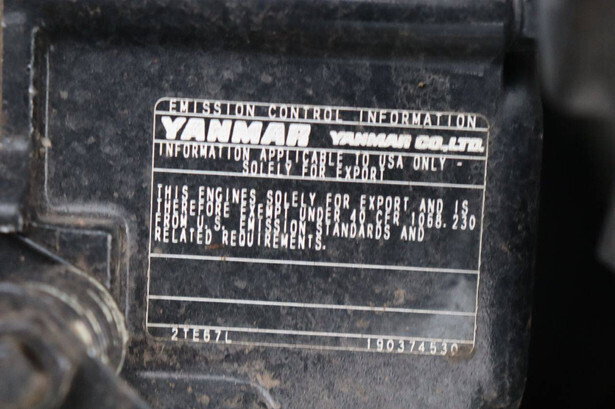 EMISSION CONTROL INFORMATION
YANMAR YANMAR CO.,LTD.
INFORMATION APPLICABLE TO USA ONLY -
SOLELY FOR EXPORT
THIS ENGINE SOLELY FOR EXPORT AND IS
THEREFORE EXEMPT UNDER 40 CFR 1068.230
FROM U.S. EMISSION STANDARDS AND
RELATED REQUIREMENTS.
2TE67L 190374530